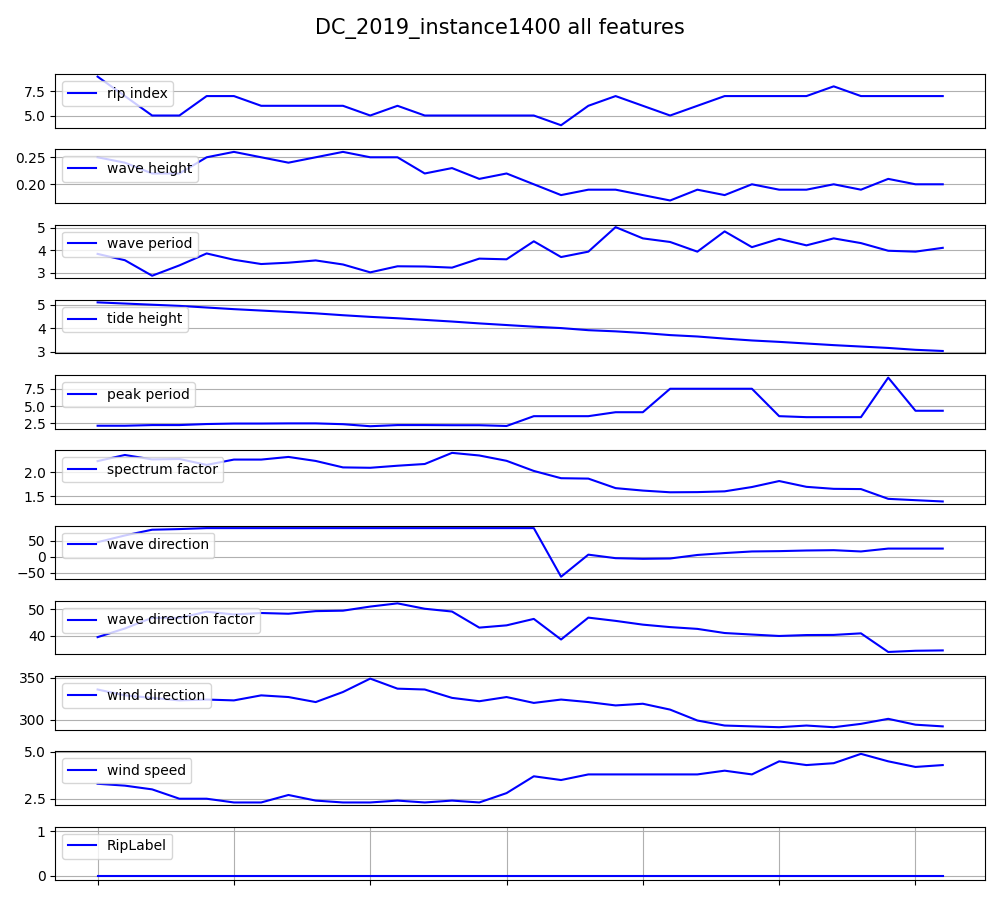 DC_2019_instance1400 all features
7.5
5.0
rip index
0.25
0.20
wave height
5
4
3
wave period
5
4
3
tide height
7.5
5.0
2.5
peak period
2.0
1.5
spectrum factor
50
0
−50
wave direction
50
40
wave direction factor
350
300
wind direction
5.0
2.5
wind speed
1
0
RipLabel